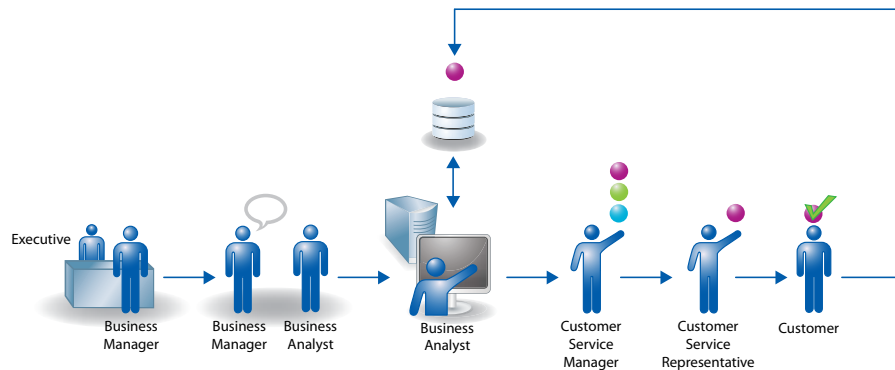 Executive
Business
Manager
Business
Manager
Business
Analyst
Business
Analyst
Customer
Service
Manager
Customer
Service
Representative
Customer